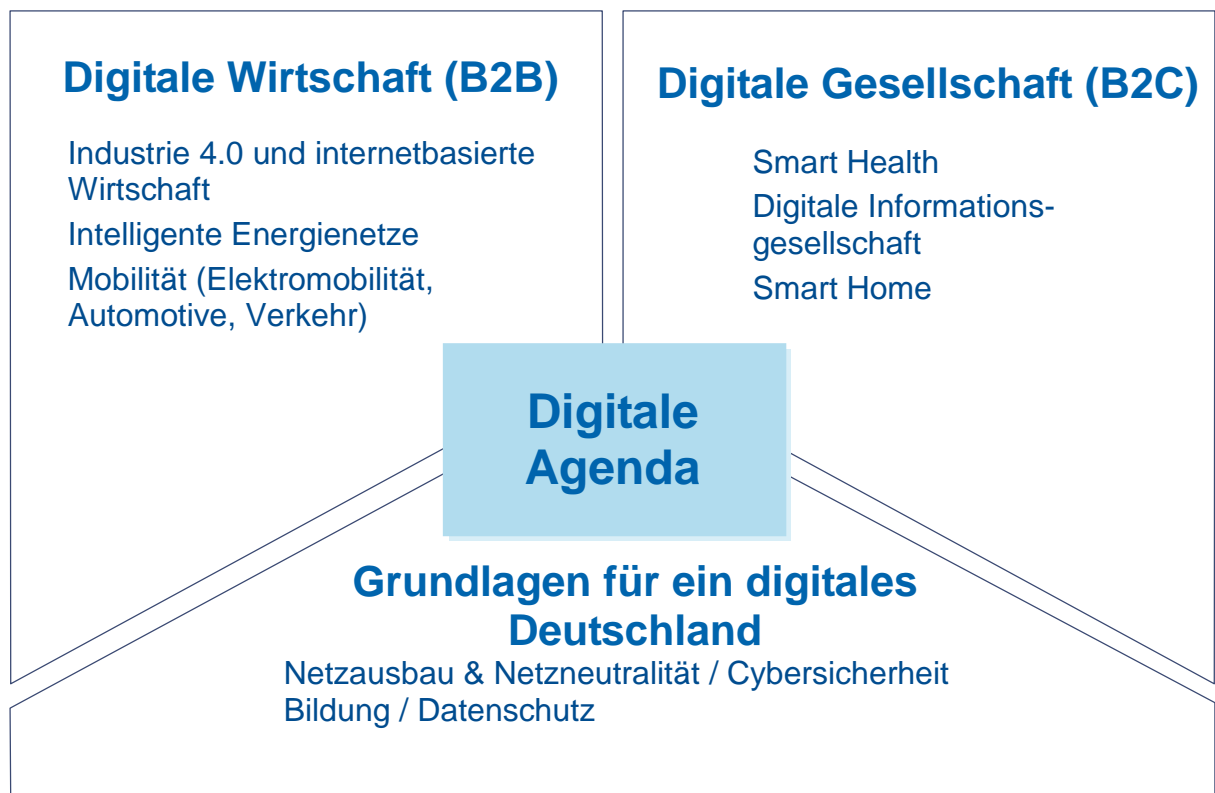 Digitale Wirtschaft (B2B)
Industrie 4.0 und internetbasierte
Wirtschaft
Intelligente Energienetze
Mobilität (Elektromobilität,
Automotive, Verkehr)
Digitale Gesellschaft (B2C)
Smart Health
Digitale Informations-
gesellschaft
Smart Home
Digitale
Agenda
Grundlagen für ein digitales
Deutschland
Netzausbau & Netzneutralität / Cybersicherheit
Bildung / Datenschutz